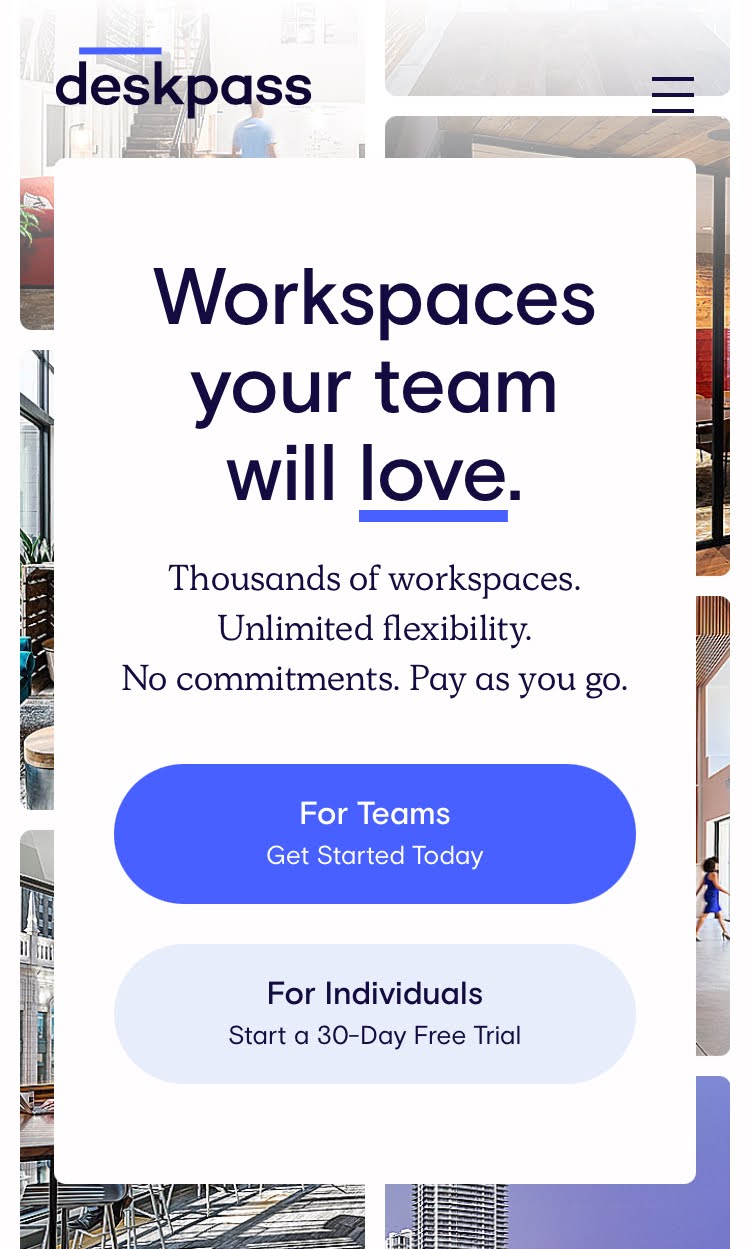 deskpass
Workspaces
your team
will love.
Thousands of workspaces.
Unlimited flexibility.
No commitments. Pay as you go.
For Teams
Get Started Today
For Individuals
Start a 30-Day Free Trial